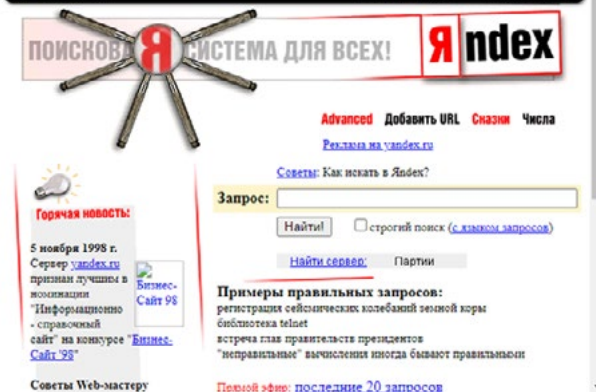 ПОИСКОВАЯ СИСТЕМА ДЛЯ ВСЕХ!
Яndex
Advanced Добавить URL Сказки Числа
Реклама на yandex.ru
Советы: Как искать в Яndex?
Запрос:
Найти! строгий поиск (с языком запросов)
Найти сервер: Партии
Горячая новость:
5 ноября 1998 г.
Сервер yandex.ru
признан лучшим в
номинации
"Информационно
- справочный
сайт" на конкурсе "Бизнес-
Сайт '98"
Бизнес-
Сайт 98
Советы Web-мастеру
Примеры правильных запросов:
регистрация сейсмических колебаний земной коры
библиотека telnet
встреча глав правительств президентов
"неправильные" вычисления иногда бывают правильными
Прямой эфир: последние 20 запросов